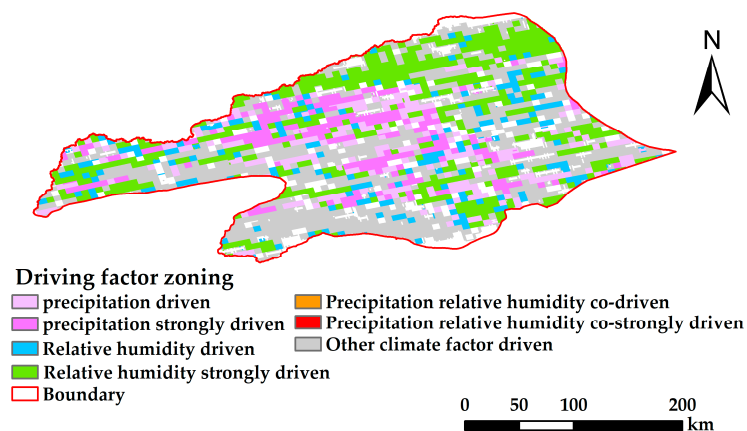 N
Driving factor zoning
precipitation driven
precipitation strongly driven
Relative humidity driven
Relative humidity strongly driven
Boundary
Precipitation relative humidity co-driven
Precipitation relative humidity co-strongly driven
Other climate factor driven
0 50 100 200
km